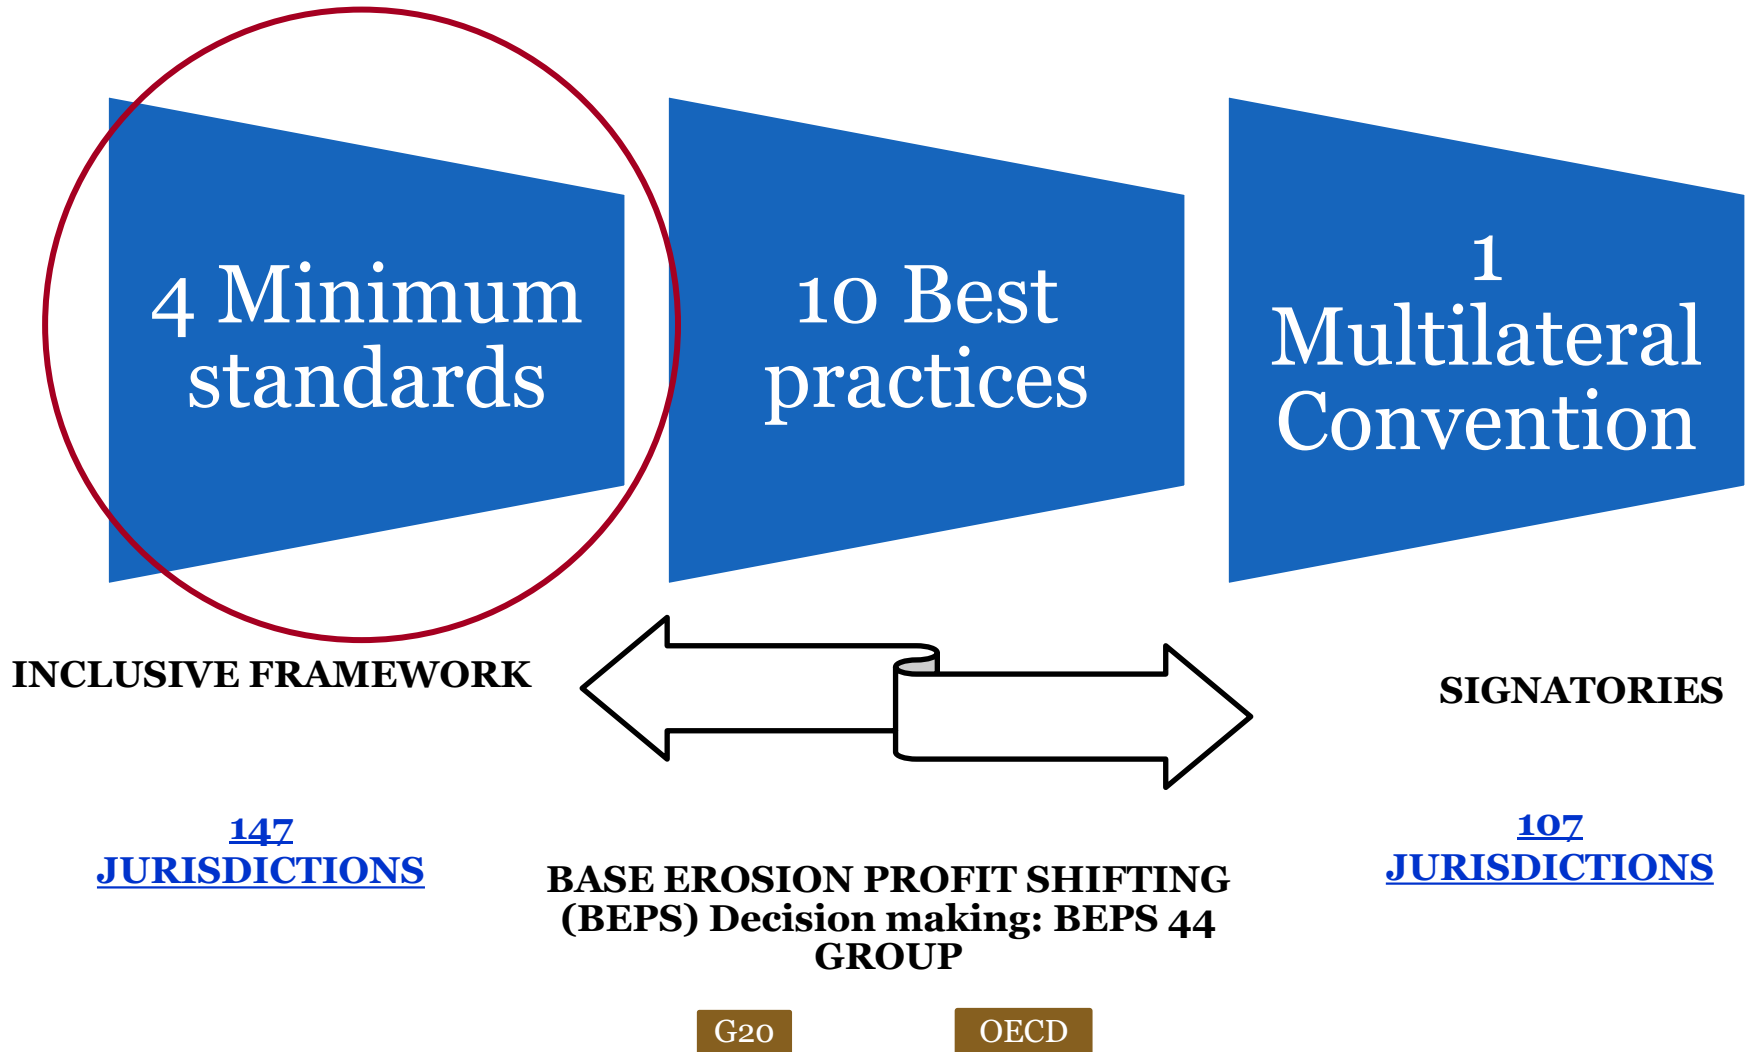 4 Minimum
standards
10 Best
practices
1
Multilateral
Convention
INCLUSIVE FRAMEWORK
SIGNATORIES
147
JURISDICTIONS
107
JURISDICTIONS
BASE EROSION PROFIT SHIFTING
(BEPS) Decision making: BEPS 44
GROUP
G20
OECD